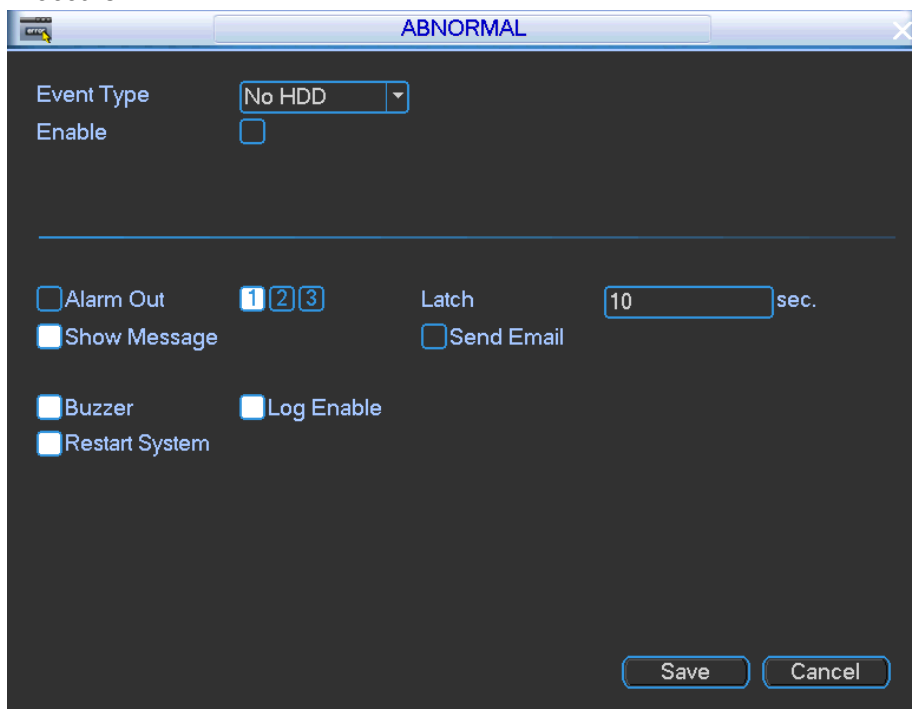 ABNORMAL
Event Type No HDD
Enable
Alarm Out 1 2 3 Latch 10 sec.
Show Message Send Email
Buzzer Log Enable
Restart System
Save Cancel